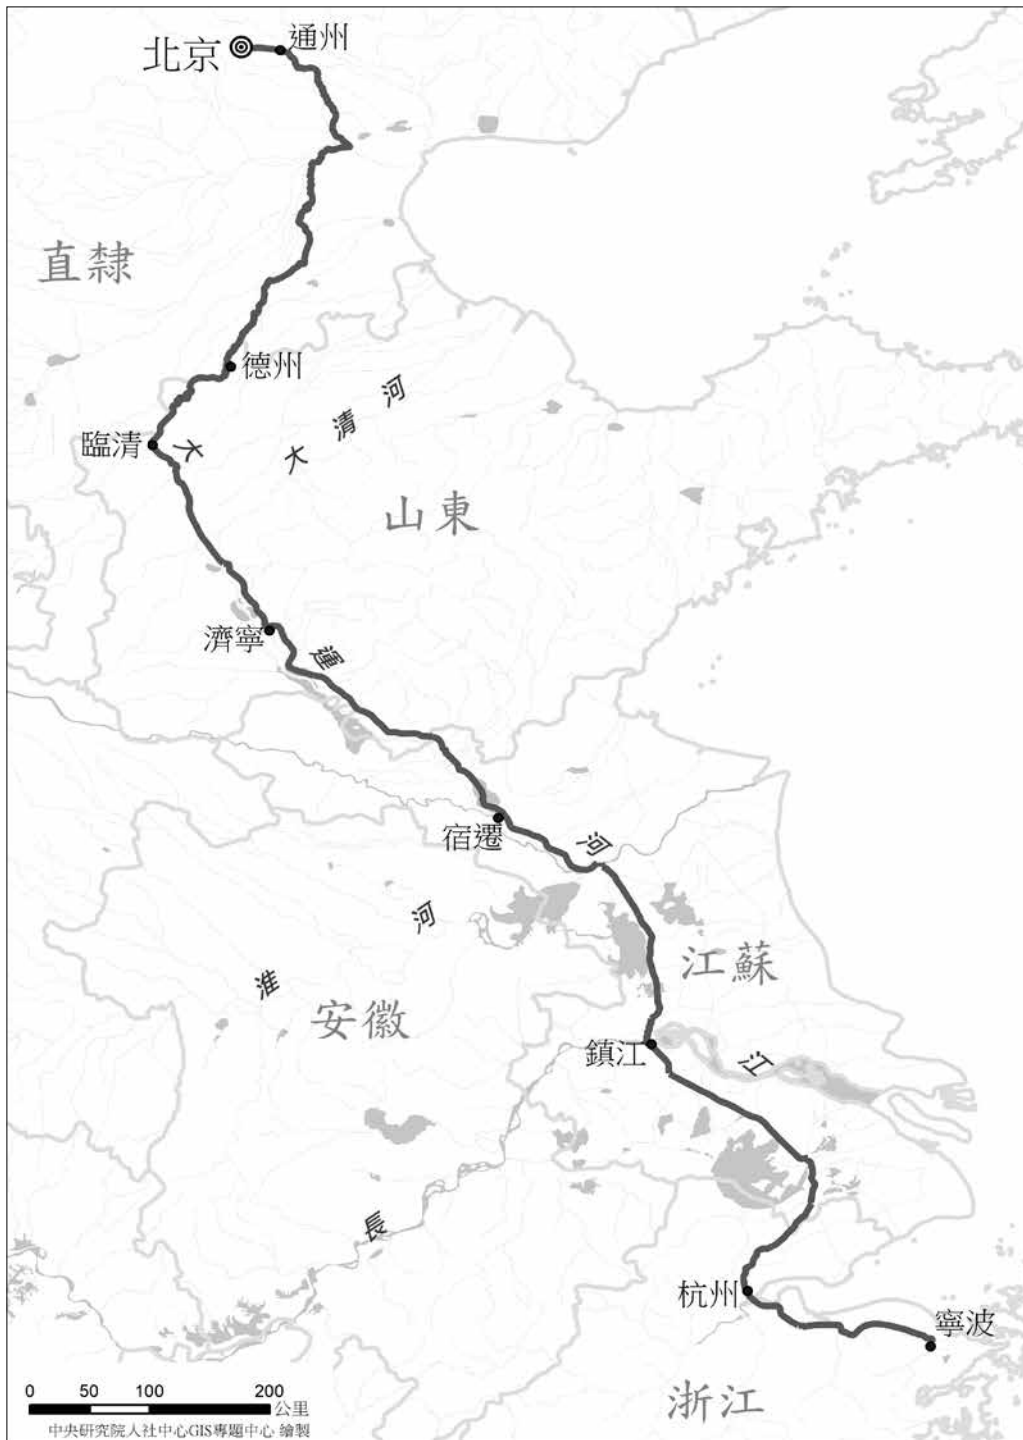 北京
通州
直隸
德州
大清河
臨清
大運河
山東
濟寧
宿遷
淮河
江蘇
安徽
鎮江
長江
杭州
寧波
浙江
0 50 100 200
公里
中央研究院人社中心GIS專題中心 繪製